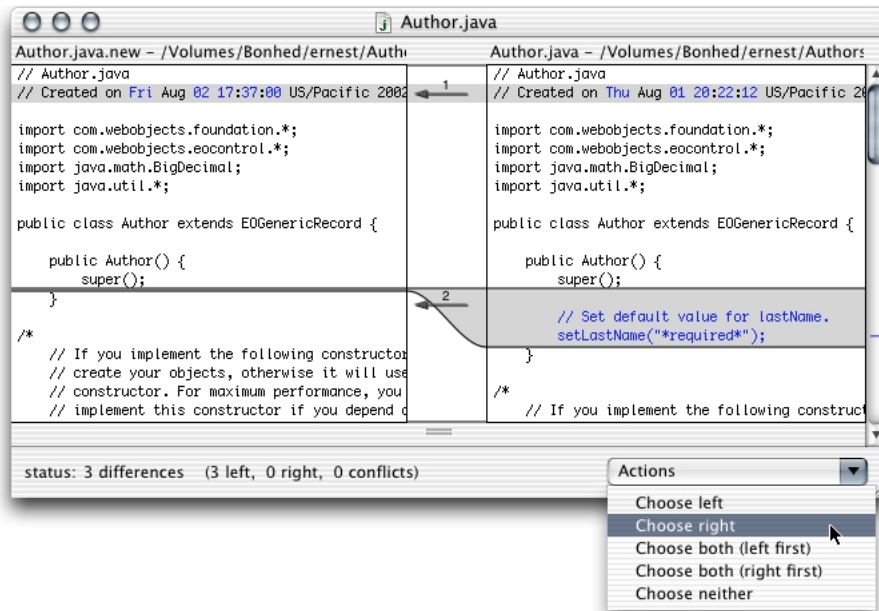 Author.java
Author.java.new – /Volumes/Bonhed/ernest/Autho
// Author.java
// Created on Fri Aug 02 17:37:00 US/Pacific 2002
import com.webobjects.foundation.*;
import com.webobjects.eocontrol.*;
import java.math.BigDecimal;
import java.util.*;
public class Author extends EOGenericRecord {
public Author() {
super();
}
/*
// If you implement the following constructor
// create your objects, otherwise it will use
// constructor. For maximum performance, you
// implement this constructor if you depend o
1
2
Author.java – /Volumes/Bonhed/ernest/Authors
// Author.java
// Created on Thu Aug 01 20:22:12 US/Pacific 20
import com.webobjects.foundation.*;
import com.webobjects.eocontrol.*;
import java.math.BigDecimal;
import java.util.*;
public class Author extends EOGenericRecord {
public Author() {
super();
// Set default value for lastName.
setLastName("*required*");
}
/*
// If you implement the following construct
status: 3 differences (3 left, 0 right, 0 conflicts)
Actions
Choose left
Choose right
Choose both (left first)
Choose both (right first)
Choose neither